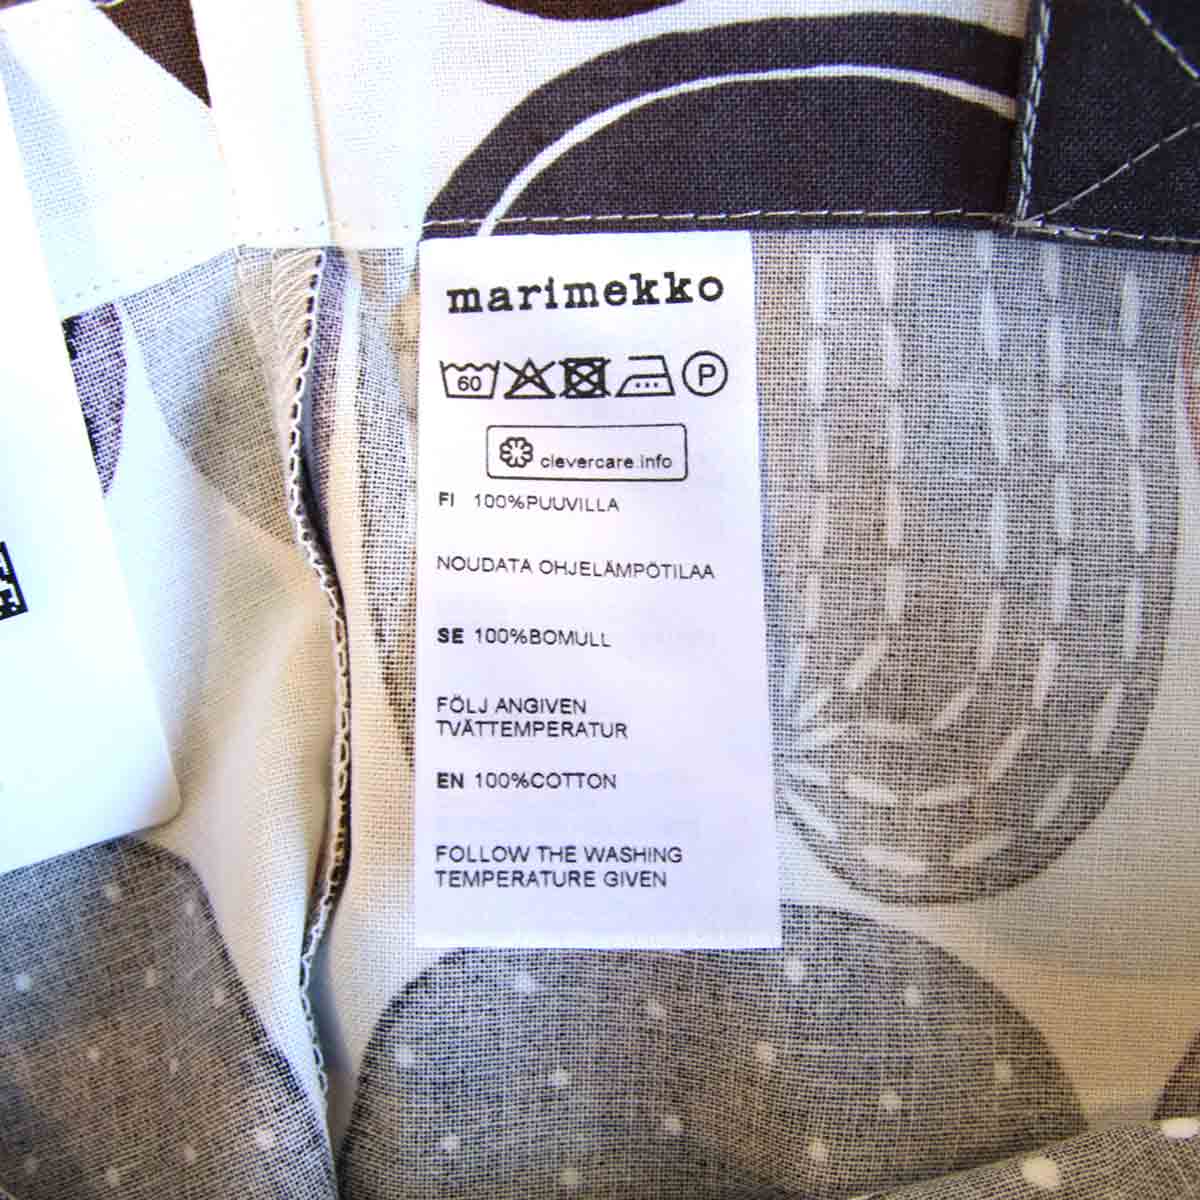 marimekko
60 P
clevercare.info
FI 100%PUUVILLA
NOUDATA OHJELÄMPÖTILAA
SE 100%BOMULL
FÖLJ ANGIVEN
TVÄTTEMPERATUR
EN 100%COTTON
FOLLOW THE WASHING
TEMPERATURE GIVEN